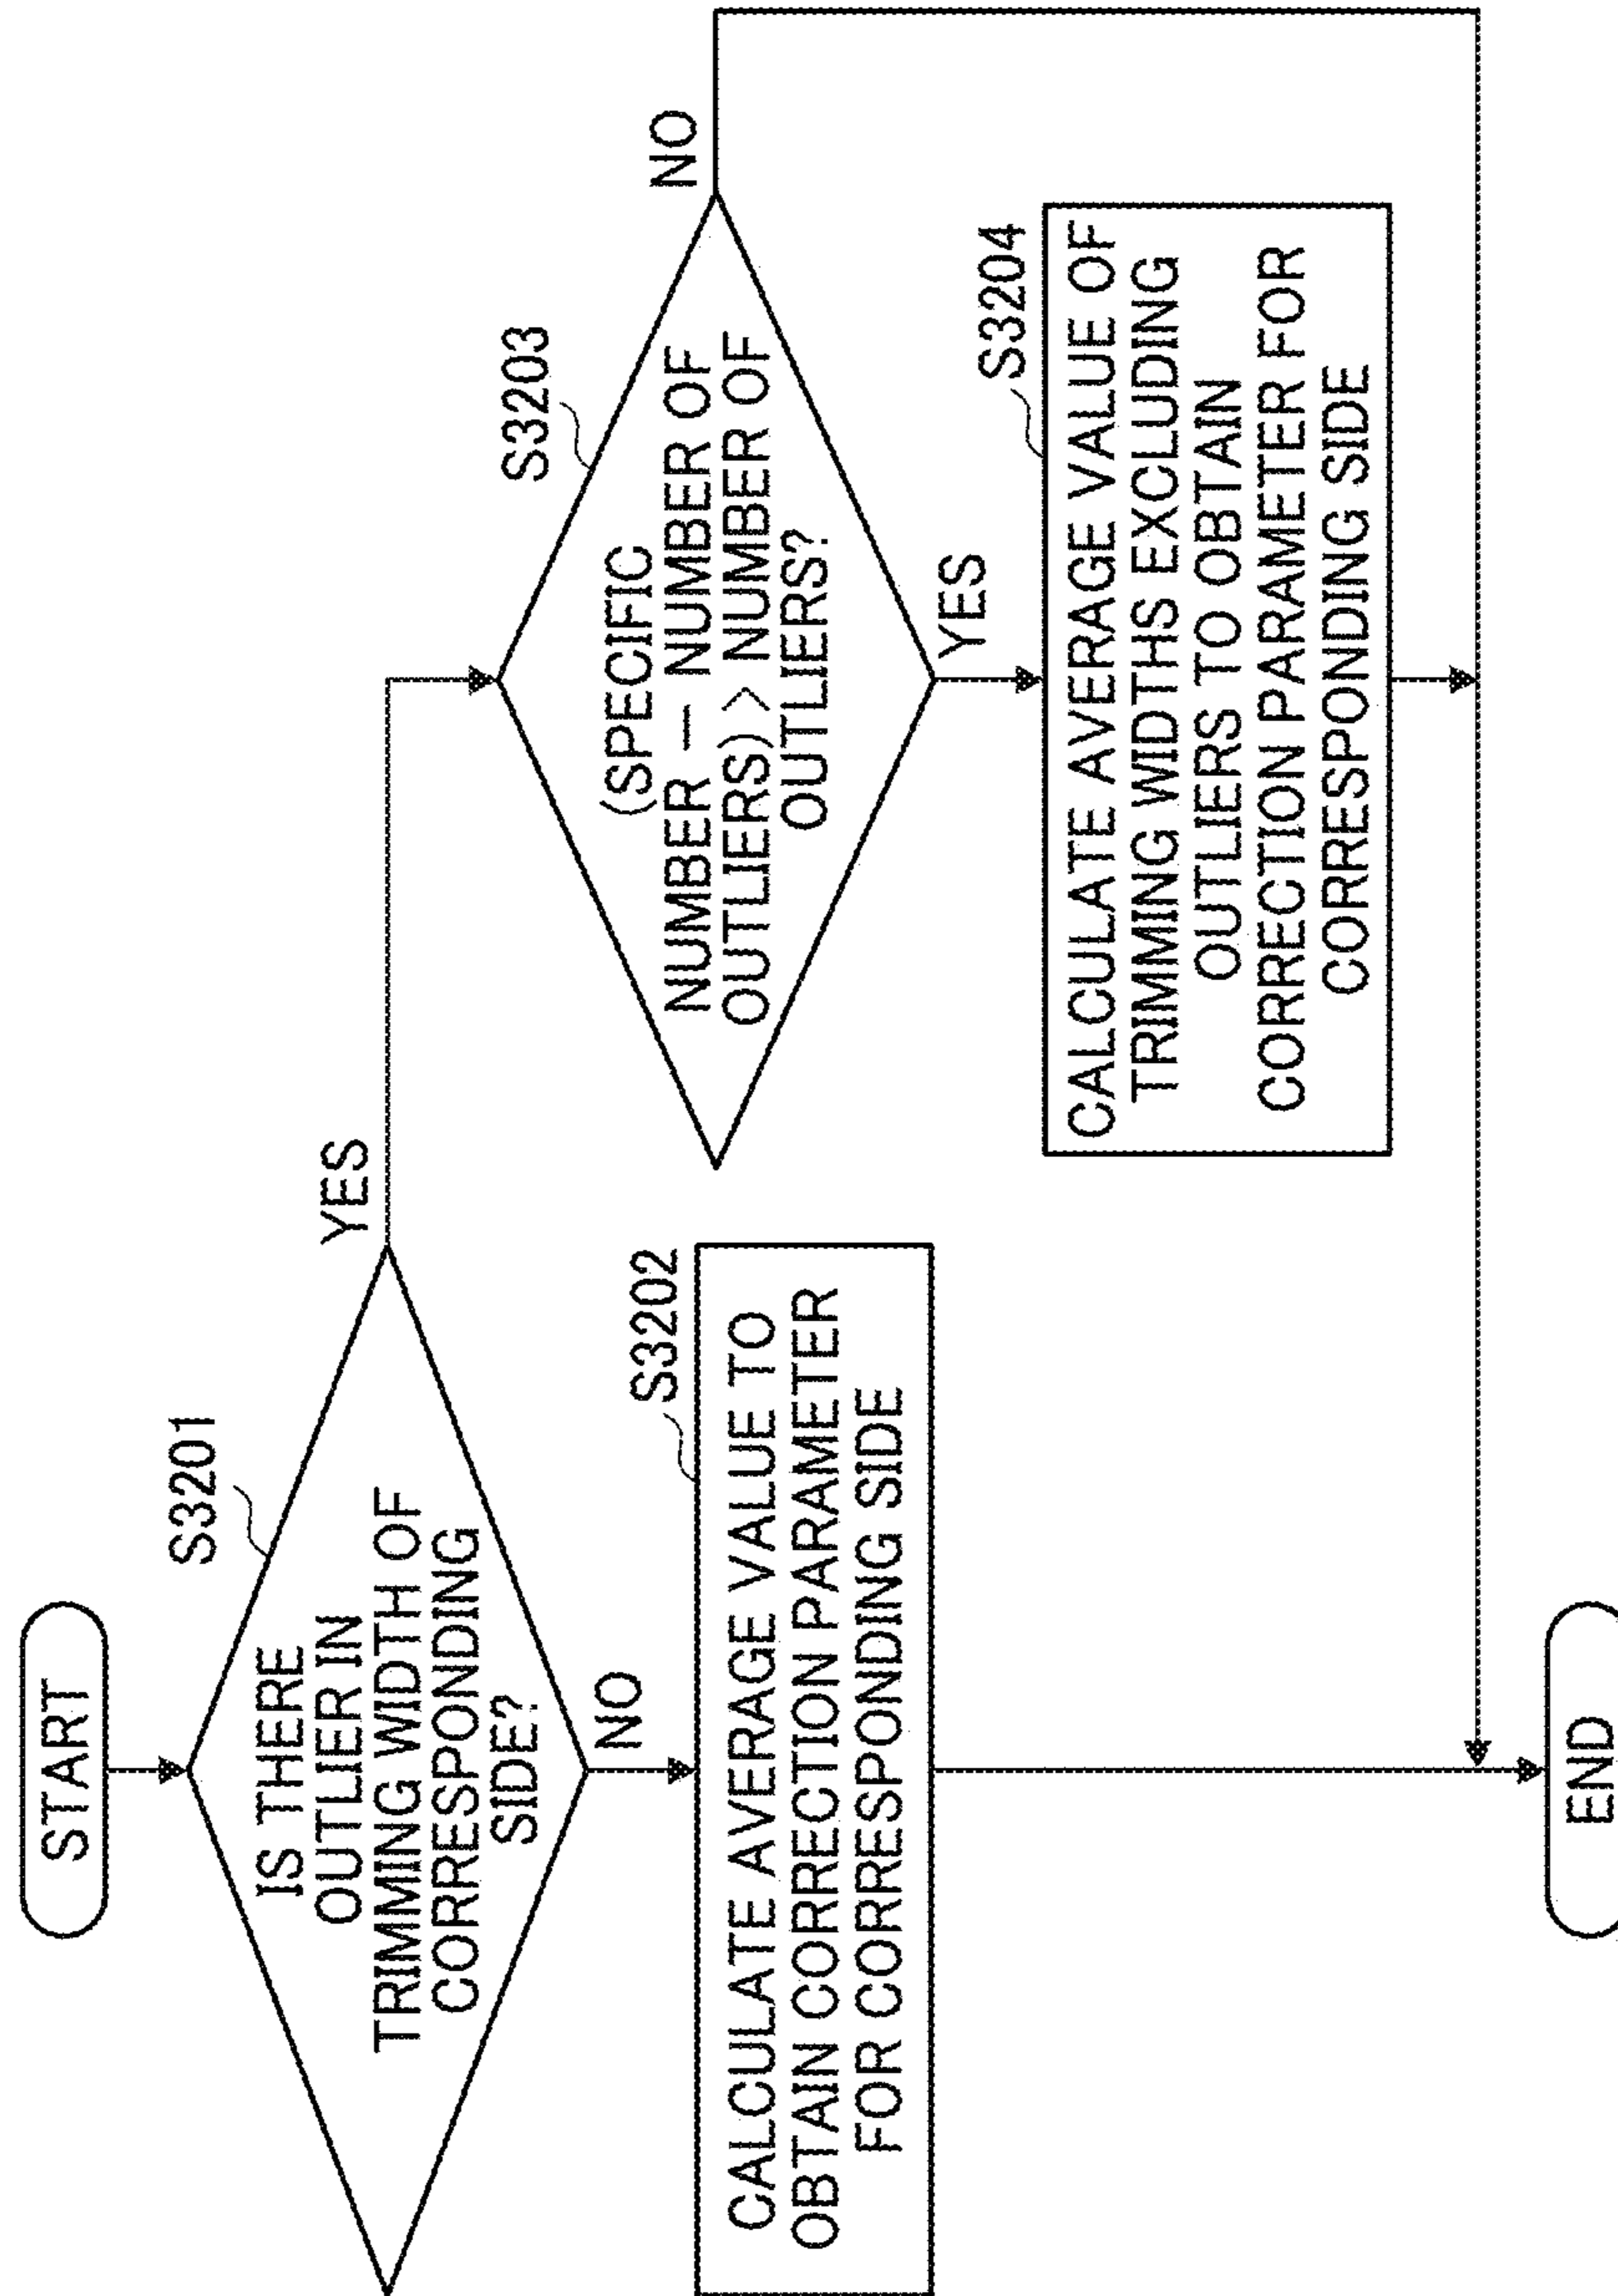 START
S3201
IS THERE
OUTLIER IN
TRIMMING WIDTH OF
CORRESPONDING
SIDE?
YES
NO
S3202
CALCULATE AVERAGE VALUE TO
OBTAIN CORRECTION PARAMETER
FOR CORRESPONDING SIDE
S3203
(SPECIFIC
NUMBER − NUMBER OF
OUTLIERS) > NUMBER OF
OUTLIERS?
NO
YES
S3204
CALCULATE AVERAGE VALUE OF
TRIMMING WIDTHS EXCLUDING
OUTLIERS TO OBTAIN
CORRECTION PARAMETER FOR
CORRESPONDING SIDE
END